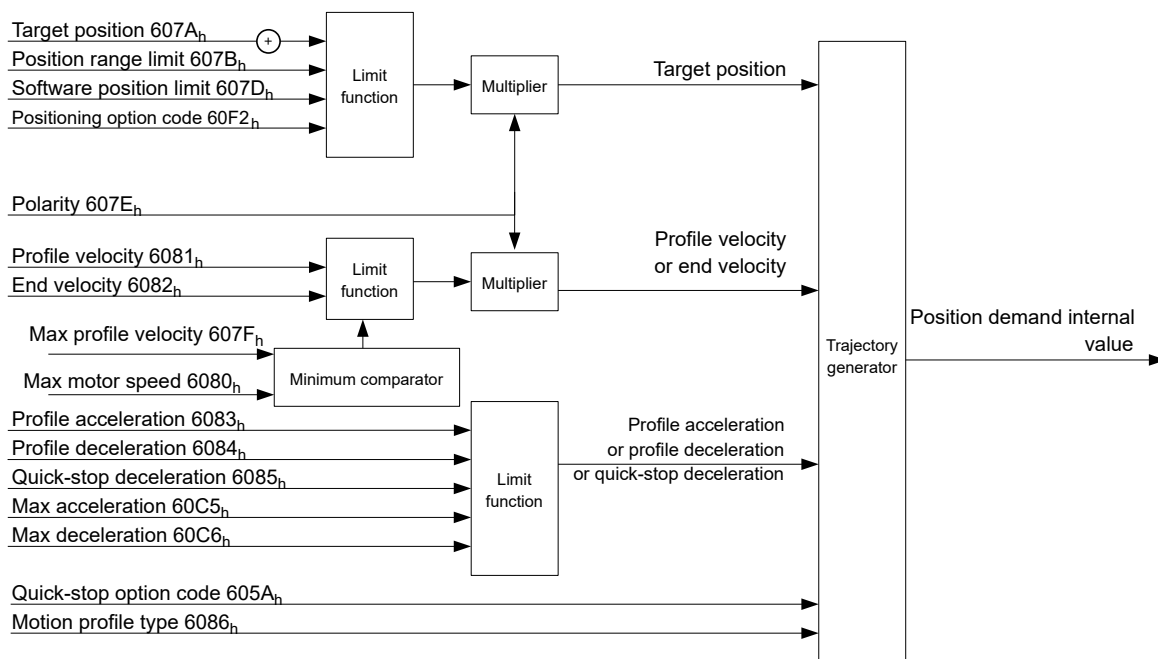 Target position 607Ah
+
Position range limit 607Bh
Software position limit 607Dh
Positioning option code 60F2h
Limit
function
Multiplier
Target position
Polarity 607Eh
Profile velocity 6081h
End velocity 6082h
Limit
function
Multiplier
Profile velocity
or end velocity
Max profile velocity 607Fh
Max motor speed 6080h
Minimum comparator
Trajectory
generator
Position demand internal
value
Profile acceleration 6083h
Profile deceleration 6084h
Quick-stop deceleration 6085h
Max acceleration 60C5h
Max deceleration 60C6h
Limit
function
Profile acceleration
or profile deceleration
or quick-stop deceleration
Quick-stop option code 605Ah
Motion profile type 6086h